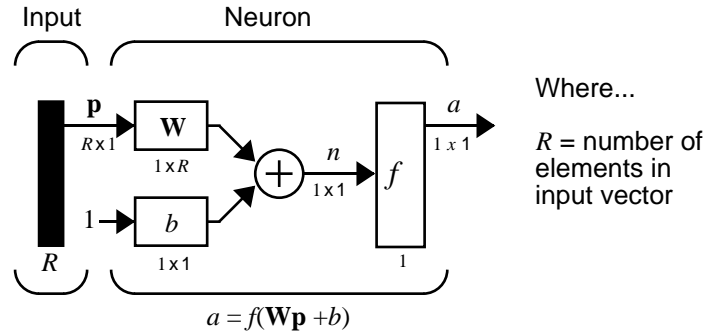 Input Neuron
p a
W n Where...
R x 1 1 x 1
1 x R 1 x 1 f R = number of
elements in
1 b input vector
R 1 x 1 1
a = f(Wp +b)